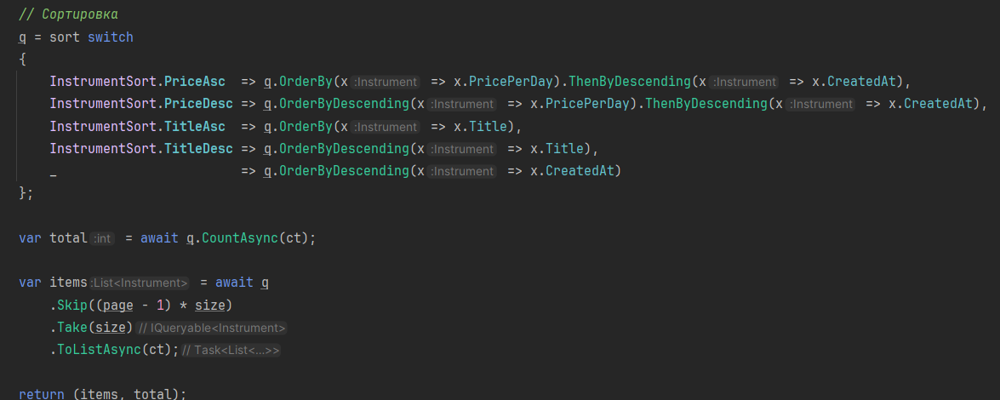 // Сортировка
q = sort switch
{
InstrumentSort.PriceAsc => q.OrderBy(x :Instrument => x.PricePerDay).ThenByDescending(x :Instrument => x.CreatedAt),
InstrumentSort.PriceDesc => q.OrderByDescending(x :Instrument => x.PricePerDay).ThenByDescending(x :Instrument => x.CreatedAt),
InstrumentSort.TitleAsc => q.OrderBy(x :Instrument => x.Title),
InstrumentSort.TitleDesc => q.OrderByDescending(x :Instrument => x.Title),
_ => q.OrderByDescending(x :Instrument => x.CreatedAt)
};
var total :int = await q.CountAsync(ct);
var items :List<Instrument> = await q
.Skip((page - 1) * size)
.Take(size) // IQueryable<Instrument>
.ToListAsync(ct); // Task<List<...>>
return (items, total);